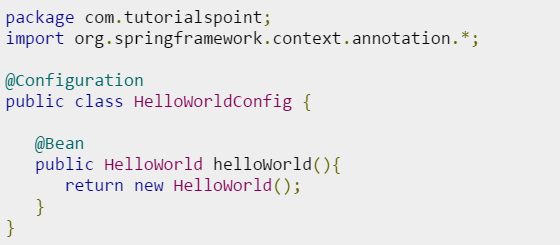 package com.tutorialspoint;
import org.springframework.context.annotation.*;
@Configuration
public class HelloWorldConfig {
@Bean
public HelloWorld helloWorld(){
return new HelloWorld();
}
}